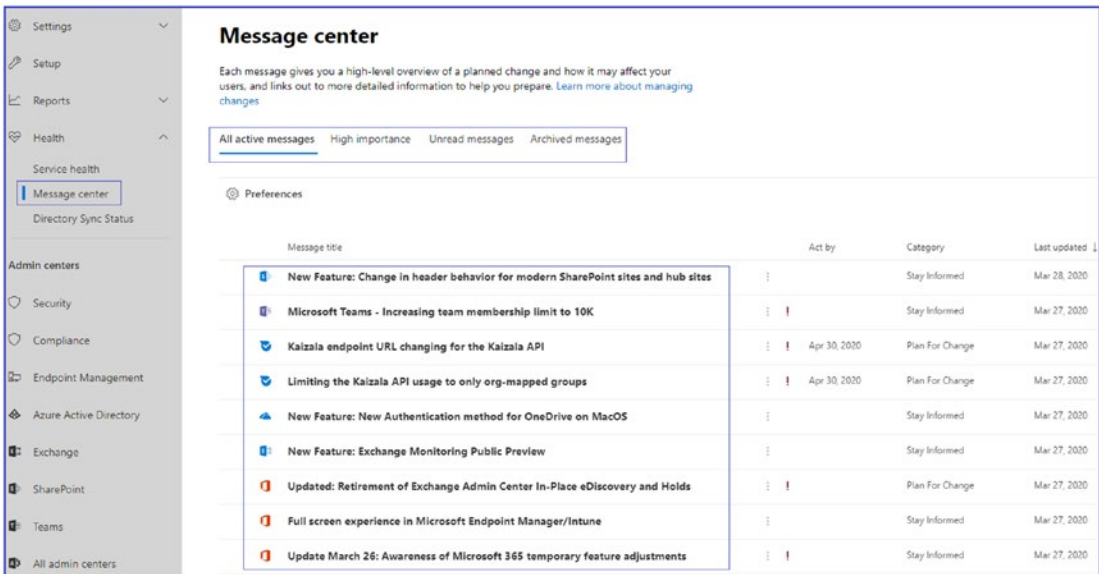 Settings
Setup
Reports
Health
Service health
Message center
Directory Sync Status
Admin centers
Security
Compliance
Endpoint Management
Azure Active Directory
Exchange
SharePoint
Teams
All admin centers
Message center
Each message gives you a high-level overview of a planned change and how it may affect your
users, and links out to more detailed information to help you prepare. Learn more about managing
changes
All active messages High importance Unread messages Archived messages
Preferences
Message title Act by Category Last updated ↓
New Feature: Change in header behavior for modern SharePoint sites and hub sites Stay Informed Mar 28, 2020
Microsoft Teams - Increasing team membership limit to 10K ! Stay Informed Mar 27, 2020
Kaizala endpoint URL changing for the Kaizala API ! Apr 30, 2020 Plan For Change Mar 27, 2020
Limiting the Kaizala API usage to only org-mapped groups ! Apr 30, 2020 Plan For Change Mar 27, 2020
New Feature: New Authentication method for OneDrive on MacOS Stay Informed Mar 27, 2020
New Feature: Exchange Monitoring Public Preview Stay Informed Mar 27, 2020
Updated: Retirement of Exchange Admin Center In-Place eDiscovery and Holds ! Plan For Change Mar 27, 2020
Full screen experience in Microsoft Endpoint Manager/Intune Stay Informed Mar 27, 2020
Update March 26: Awareness of Microsoft 365 temporary feature adjustments ! Stay Informed Mar 27, 2020